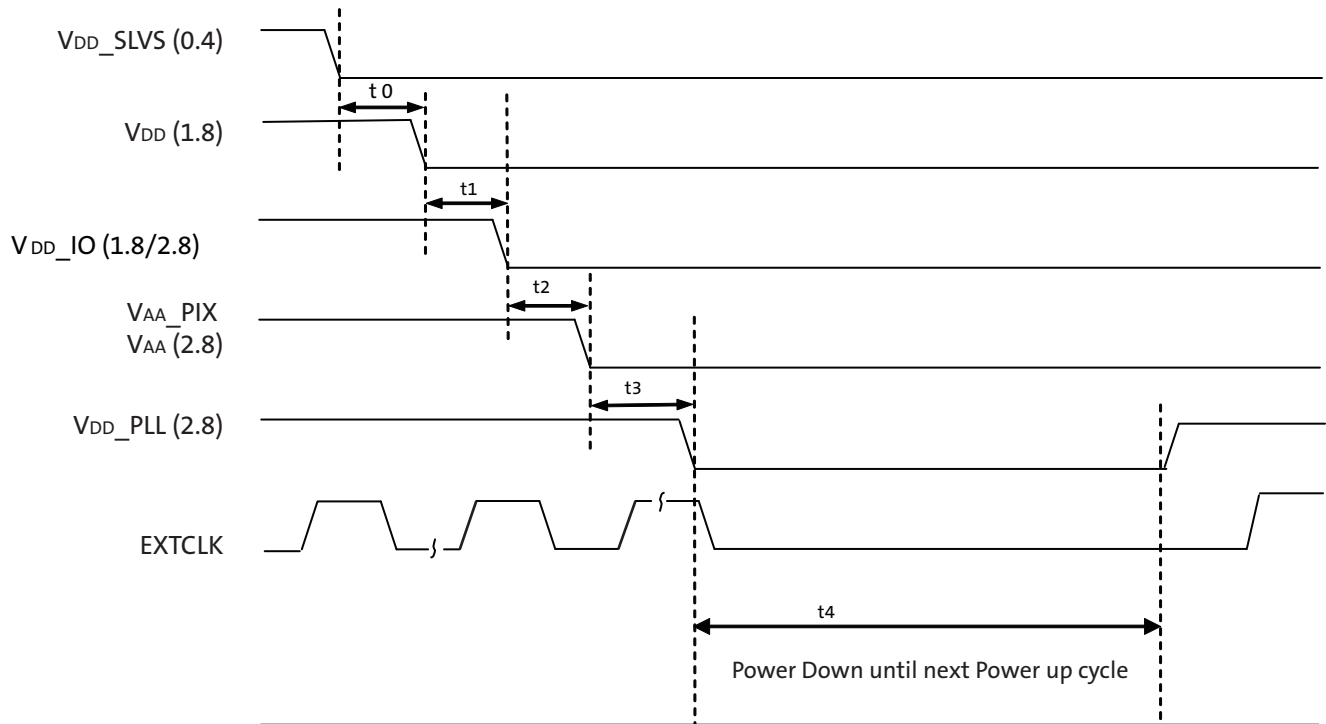 VDD_SLVS (0.4)
t 0
VDD (1.8)
t1
VDD_IO (1.8/2.8)
t2
VAA_PIX
VAA (2.8)
t3
VDD_PLL (2.8)
EXTCLK
t4
Power Down until next Power up cycle